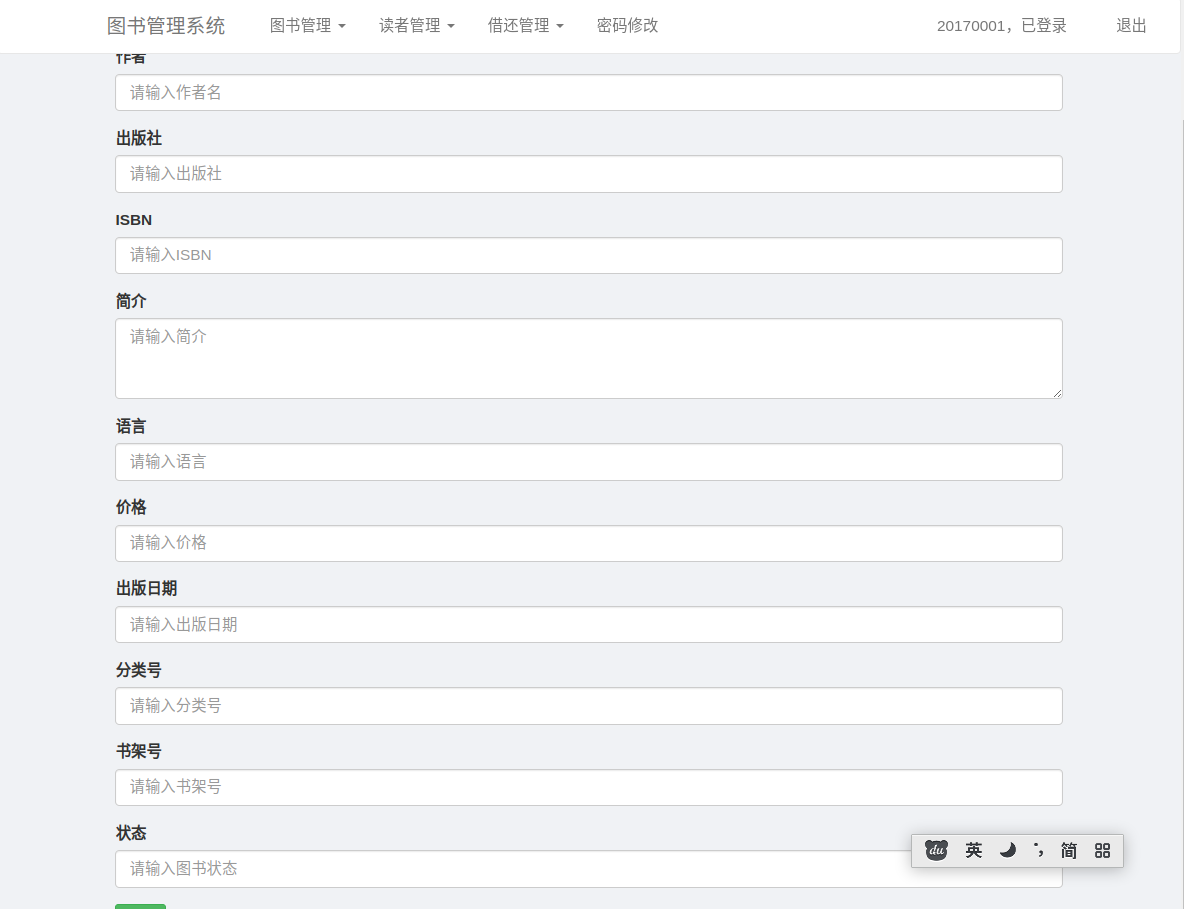 图书管理系统 图书管理 读者管理 借还管理 密码修改 20170001，已登录 退出
作者
请输入作者名
出版社
请输入出版社
ISBN
请输入ISBN
简介
请输入简介
语言
请输入语言
价格
请输入价格
出版日期
请输入出版日期
分类号
请输入分类号
书架号
请输入书架号
状态
请输入图书状态
du 英 简